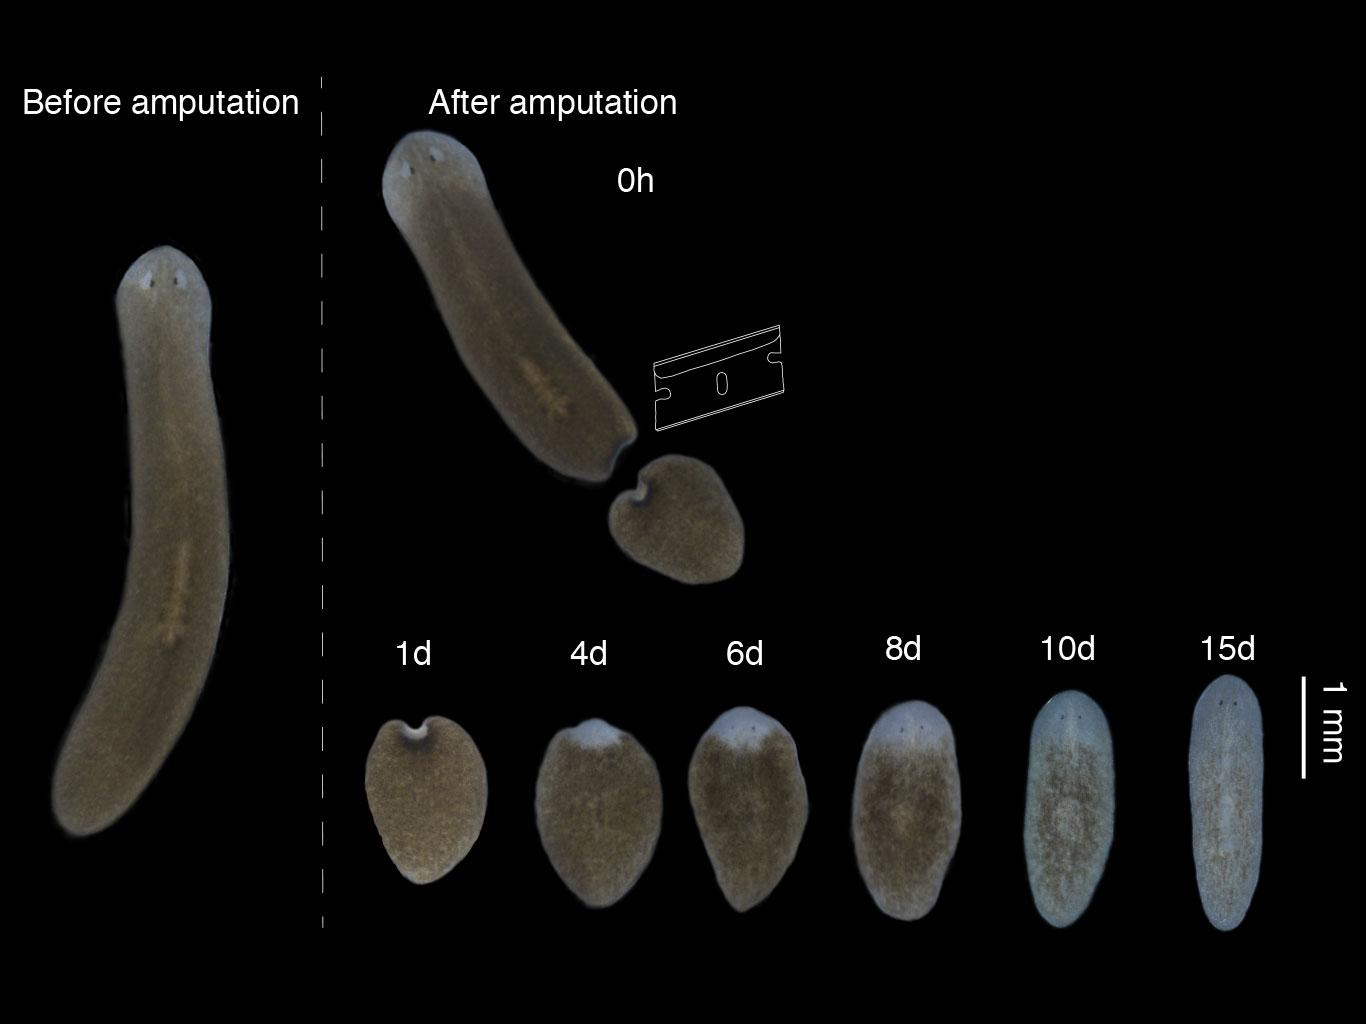 Before amputation
After amputation
0h
1d
4d
6d
8d
10d
15d
1 mm